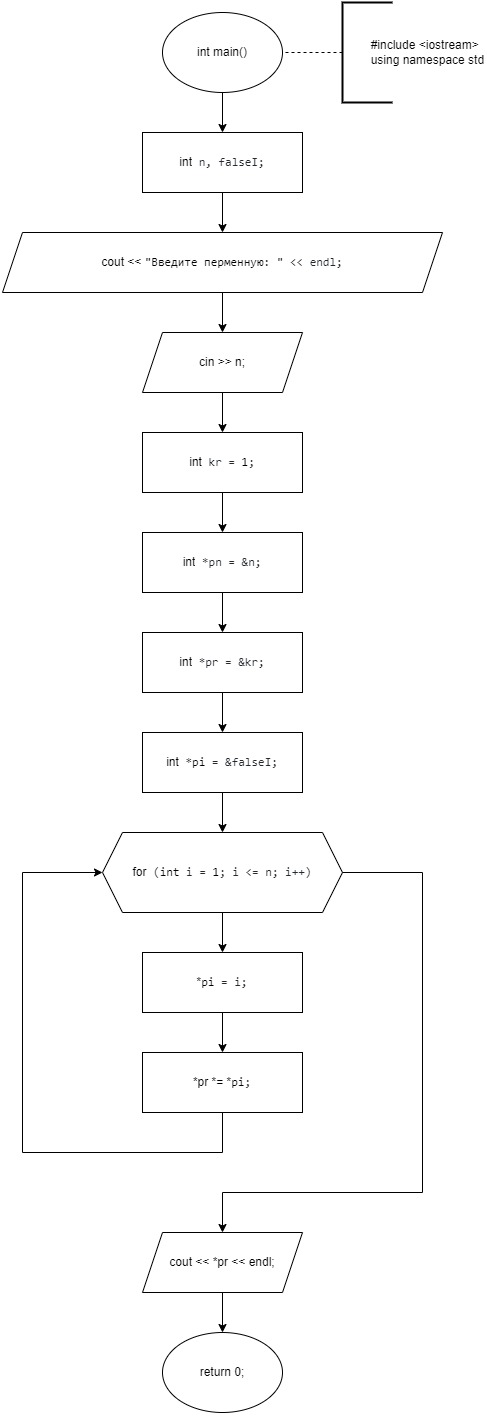 int main()
#include <iostream>
using namespace std
int n, falseI;
cout << "Введите перменную: " << endl;
cin >> n;
int kr = 1;
int *pn = &n;
int *pr = &kr;
int *pi = &falseI;
for (int i = 1; i <= n; i++)
*pi = i;
*pr *= *pi;
cout << *pr << endl;
return 0;